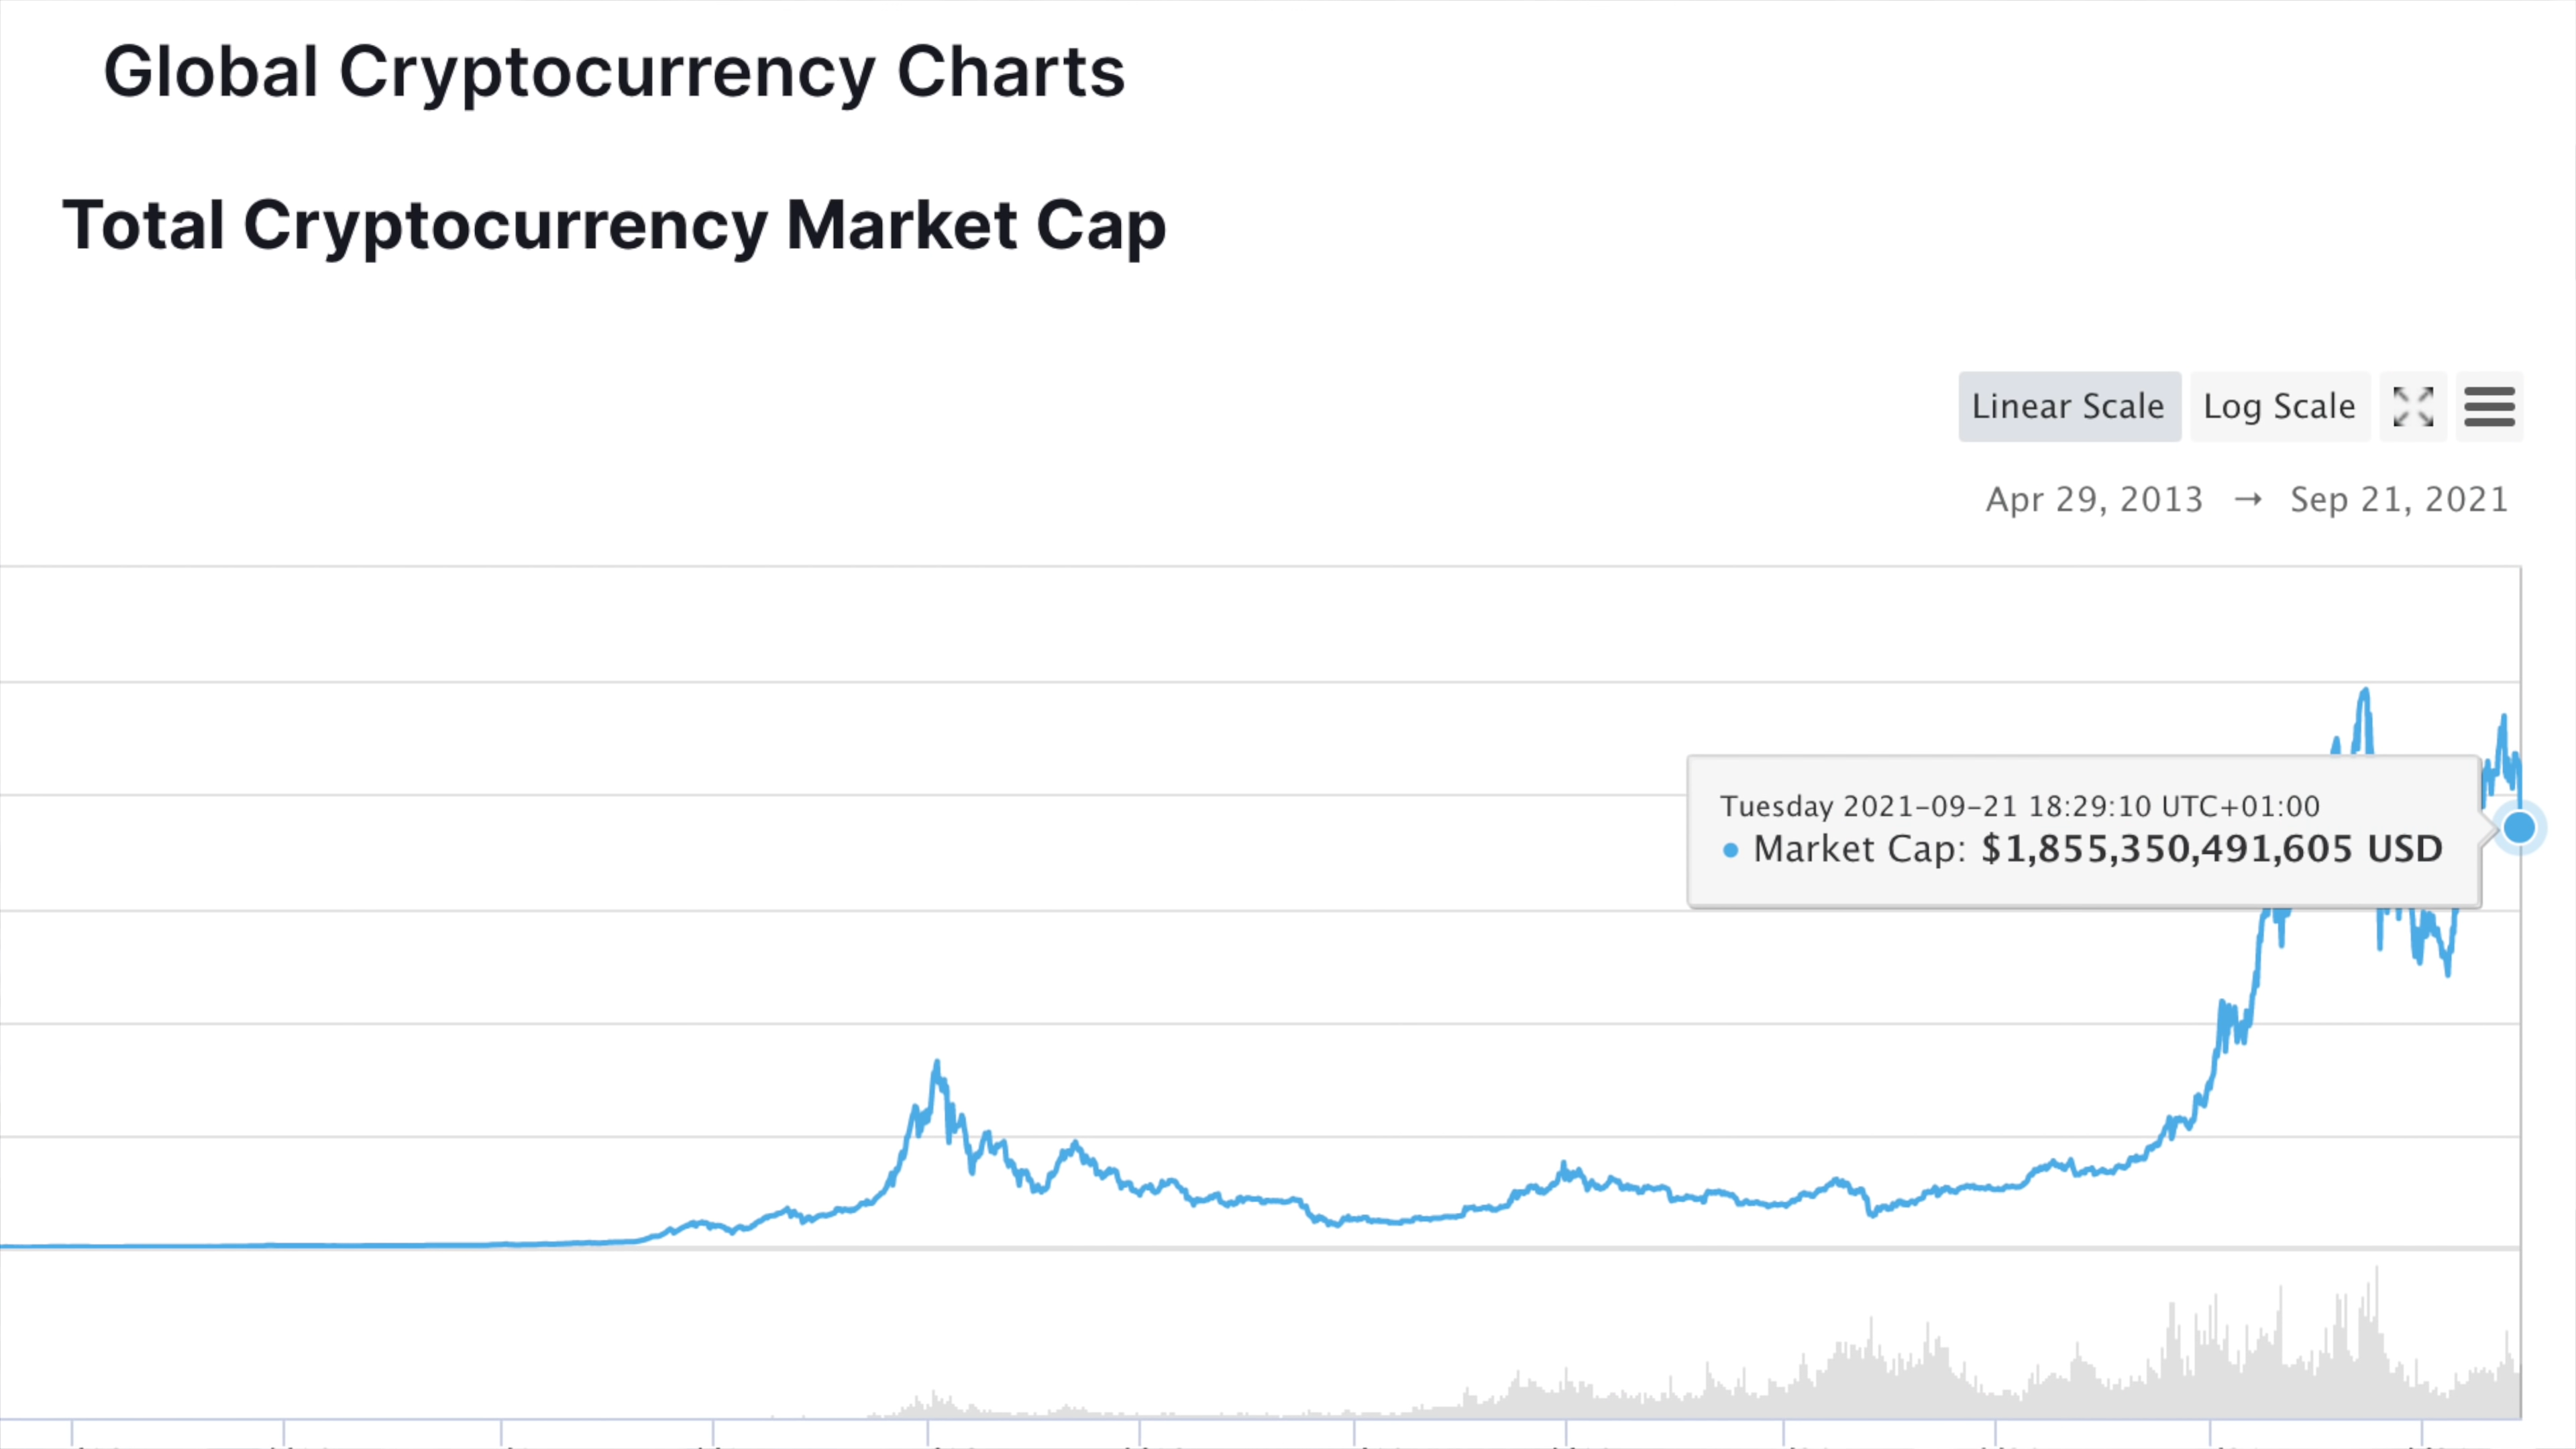 Global Cryptocurrency Charts
Total Cryptocurrency Market Cap
Linear Scale Log Scale
Apr 29, 2013 → Sep 21, 2021
Tuesday 2021-09-21 18:29:10 UTC+01:00
• Market Cap: $1,855,350,491,605 USD